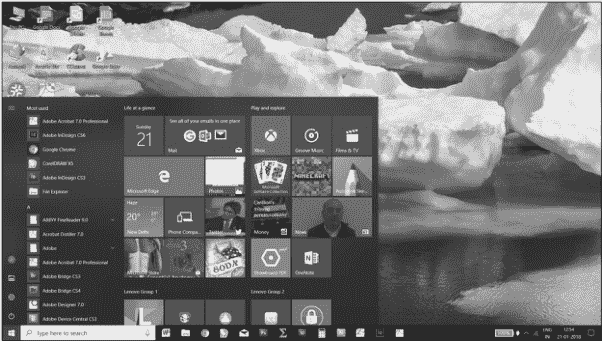 Most used
Adobe Acrobat 7.0 Professional
Adobe InDesign CS6
Google Chrome
CorelDRAW X5
Adobe InDesign CS3
File Explorer
A
ABBYY FineReader 9.0
Acrobat Distiller 7.0
Adobe
Adobe Acrobat 7.0 Professional
Adobe Bridge CS3
Adobe Bridge CS4
Adobe Designer 7.0
Adobe Device Central CS3
Life at a glance
Sunday
21
See all of your emails in one place
Mail
Microsoft Edge
Photos
20°
New Delhi
Phone Compa...
Twitter
Lenovo Group 1
Play and explore
Xbox
Groove Music
Films & TV
Microsoft
Solitaire Collection
MINECRAFT
Money
News
OneNote
Lenovo Group 2
Type here to search
100%
ENG
IN
12:54
21-01-2018